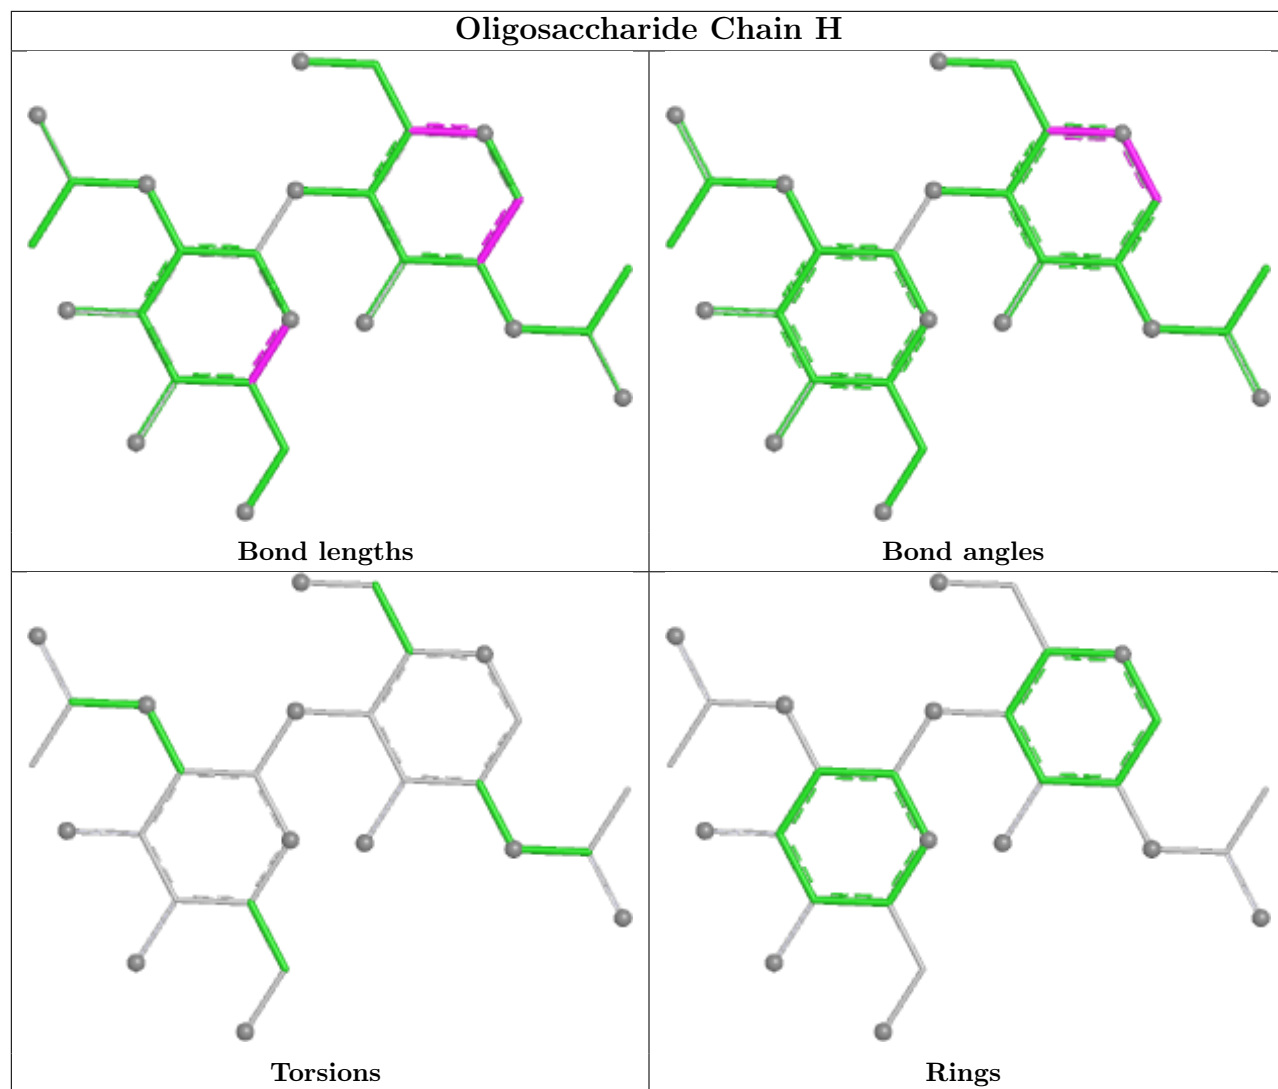 Oligosaccharide Chain H
Bond lengths
Bond angles
Torsions
Rings